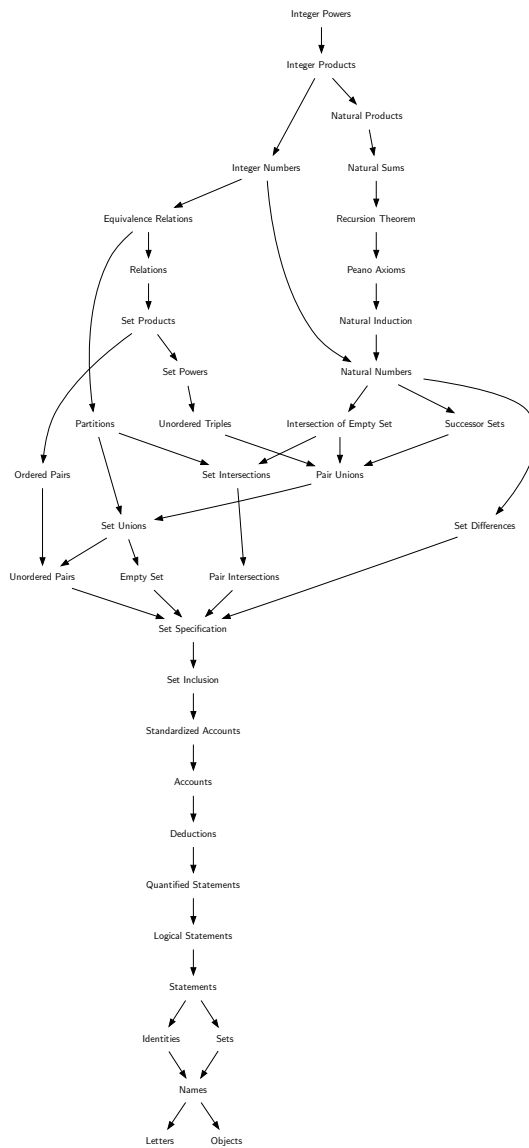 Integer Powers
Integer Products
Natural Products
Integer Numbers
Natural Sums
Equivalence Relations
Recursion Theorem
Relations
Peano Axioms
Set Products
Natural Induction
Set Powers
Natural Numbers
Partitions
Unordered Triples
Intersection of Empty Set
Successor Sets
Ordered Pairs
Set Intersections
Pair Unions
Set Unions
Set Differences
Unordered Pairs
Empty Set
Pair Intersections
Set Specification
Set Inclusion
Standardized Accounts
Accounts
Deductions
Quantified Statements
Logical Statements
Statements
Identities
Sets
Names
Letters
Objects